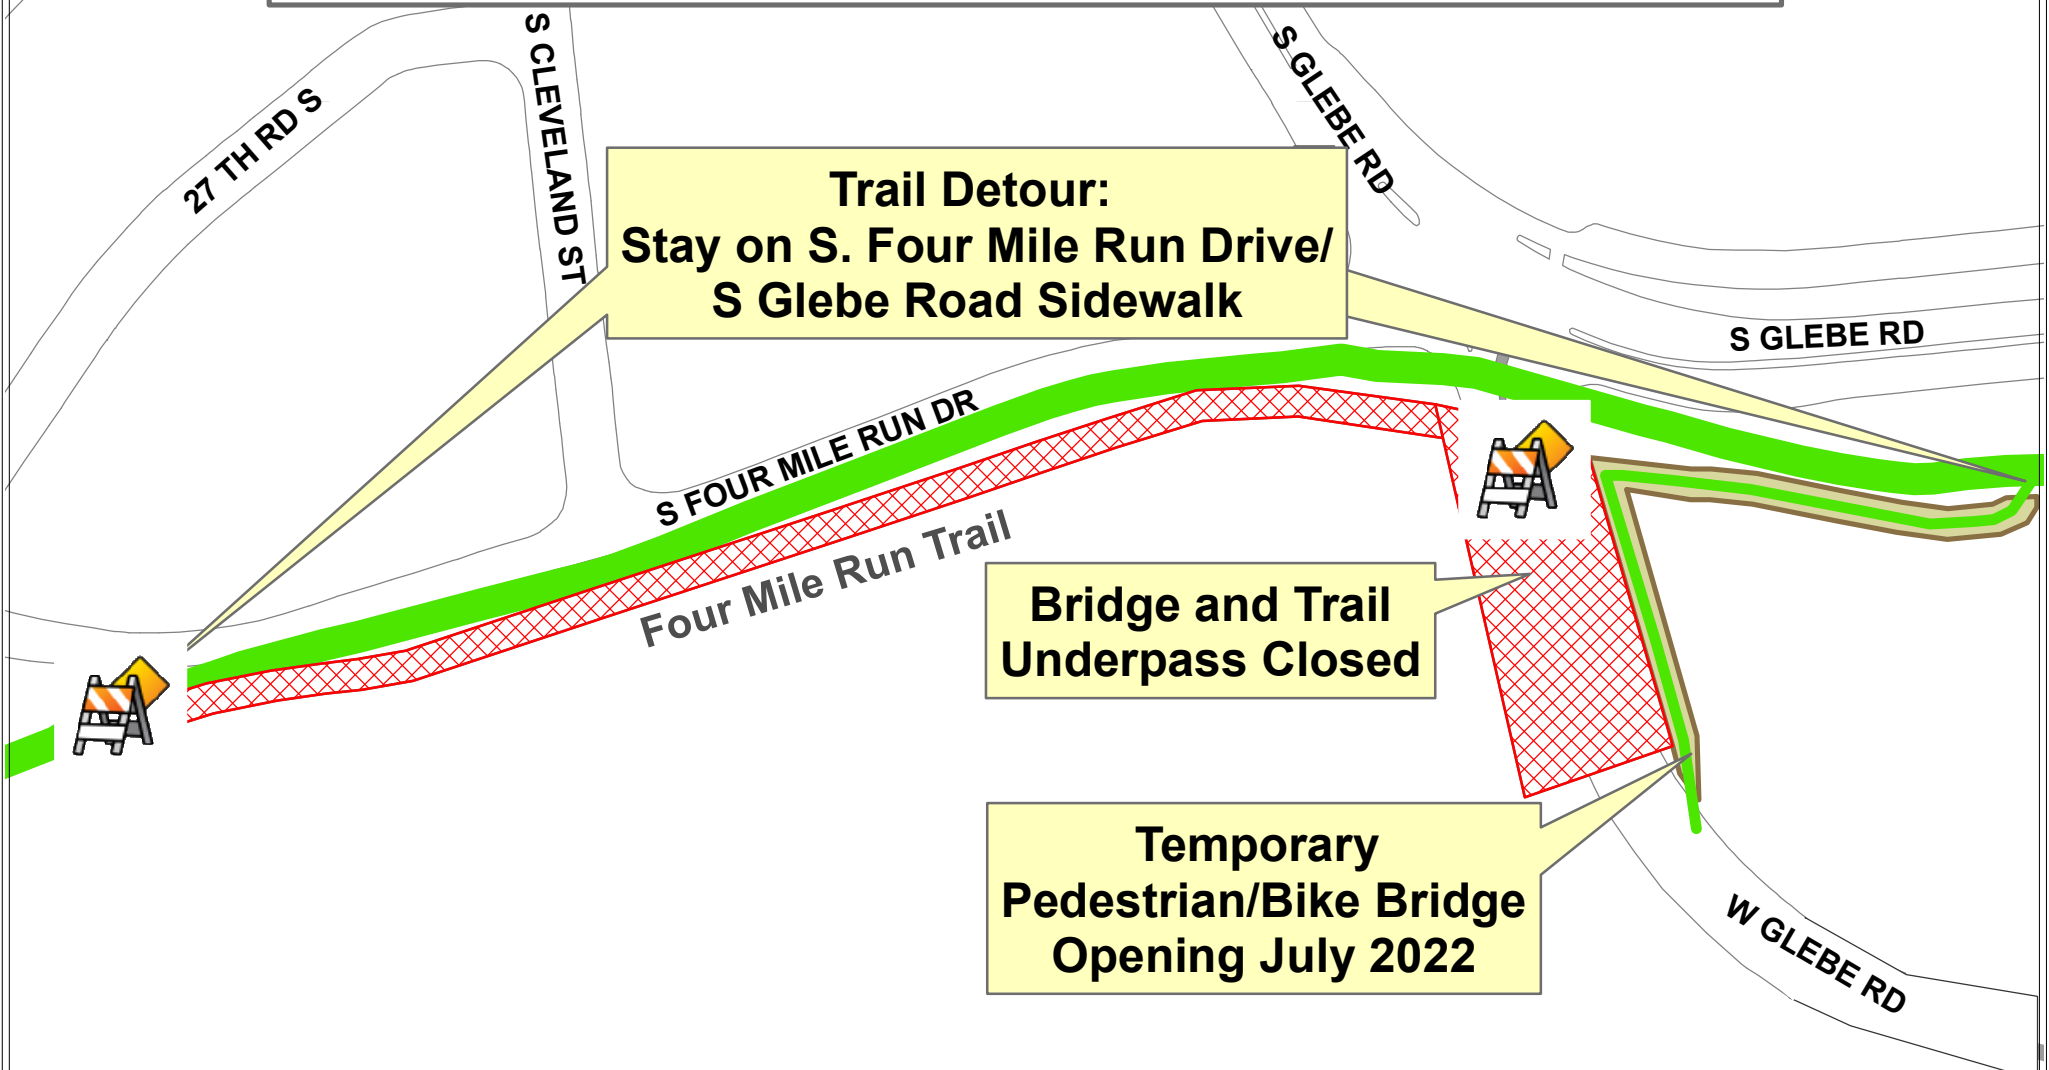 S CLEVELAND ST
S GLEBE RD
27 TH RD S
Trail Detour:
Stay on S. Four Mile Run Drive/
S Glebe Road Sidewalk
S GLEBE RD
S FOUR MILE RUN DR
Four Mile Run Trail
Bridge and Trail
Underpass Closed
Temporary
Pedestrian/Bike Bridge
Opening July 2022
W GLEBE RD